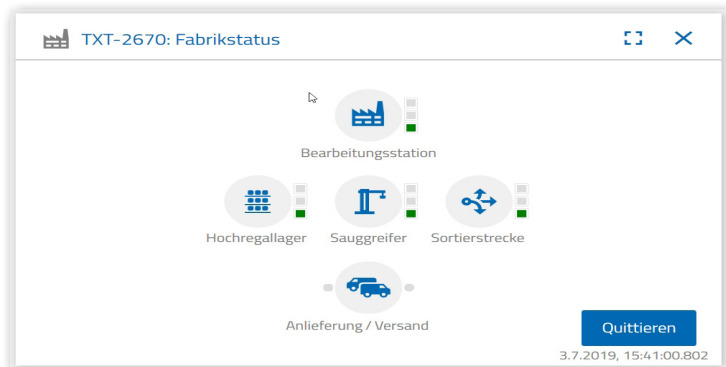 TXT-2670: Fabrikstatus
Bearbeitungsstation
Hochregallager Sauggreifer Sortierstrecke
Anlieferung / Versand
Quittieren
3.7.2019, 15:41:00.802